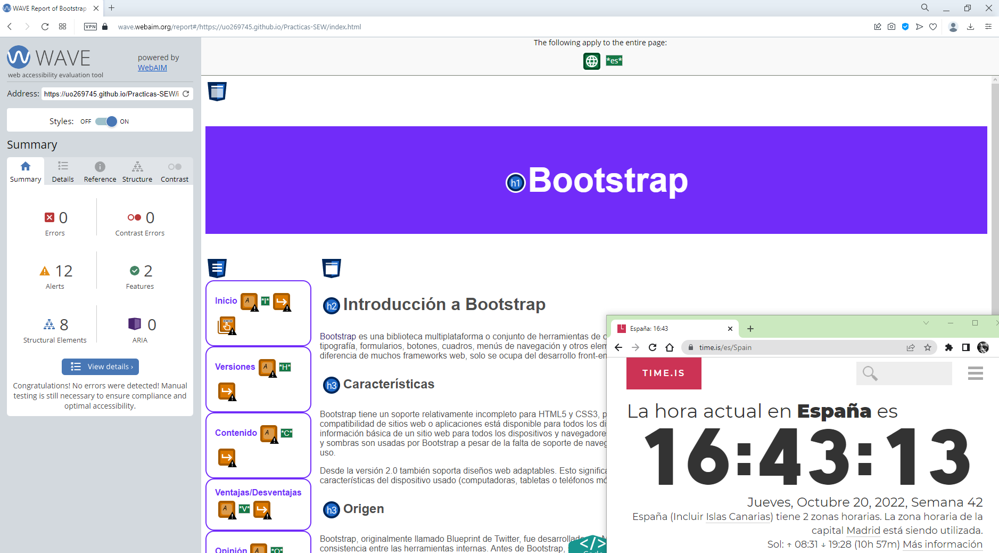 WAVE Report of Bootstrap
VPN
wave.webaim.org/report#/https://uo269745.github.io/Practicas-SEW/index.html
WAVE
web accessibility evaluation tool
powered by
WebAIM
Address: https://uo269745.github.io/Practicas-SEW/i
Styles: OFF ON
Summary
Summary Details Reference Structure Contrast
0 Errors
0 Contrast Errors
12 Alerts
2 Features
8 Structural Elements
0 ARIA
View details ›
Congratulations! No errors were detected! Manual
testing is still necessary to ensure compliance and
optimal accessibility.
The following apply to the entire page:
*es*
h1 Bootstrap
Inicio A *I*
Versiones A *H*
Contenido A *C*
Ventajas/Desventajas
A *V*
Opinión A *O*
h2 Introducción a Bootstrap
Bootstrap es una biblioteca multiplataforma o conjunto de herramientas de
tipografía, formularios, botones, cuadros, menús de navegación y otros
diferencia de muchos frameworks web, solo se ocupa del desarrollo
h3 Características
Bootstrap tiene un soporte relativamente incompleto para HTML5 y CSS3,
compatibilidad de sitios web o aplicaciones está disponible para todos los
información básica de un sitio web para todos los dispositivos y navegadores
y sombras son usadas por Bootstrap a pesar de la falta de soporte de
uso.
Desde la versión 2.0 también soporta diseños web adaptables. Esto
características del dispositivo usado (computadoras, tabletas o teléfonos
h3 Origen
Bootstrap, originalmente llamado Blueprint de Twitter, fue
consistencia entre las herramientas internas. Antes de Bootstrap,
</>
Code
España: 16:43
time.is/es/Spain
TIME.IS
La hora actual en España es
16:43:13
Jueves, Octubre 20, 2022, Semana 42
España (Incluir Islas Canarias) tiene 2 zonas horarias. La zona horaria de la
capital Madrid está siendo utilizada.
Sol: ↑ 08:31 ↓ 19:28 (10h 57m) Más información